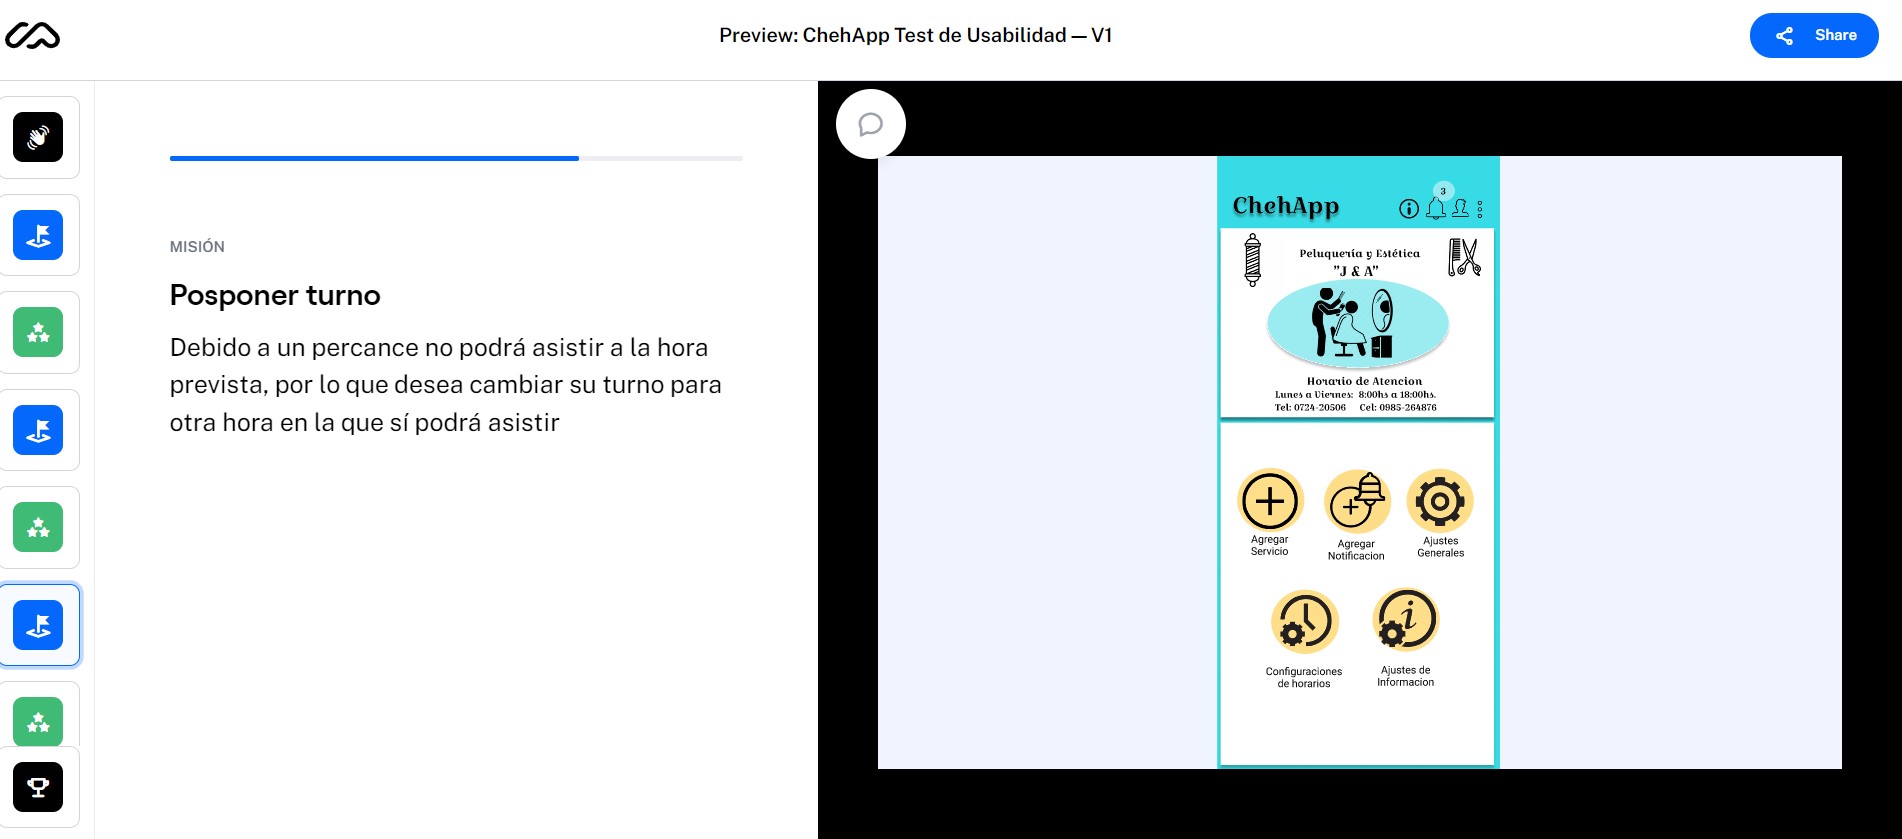 Preview: ChehApp Test de Usabilidad — V1
Share
MISIÓN
Posponer turno
Debido a un percance no podrá asistir a la hora
prevista, por lo que desea cambiar su turno para
otra hora en la que sí podrá asistir
ChehApp
3
Peluquería y Estética
"J & A"
Horario de Atencion
Lunes a Viernes: 8:00hs a 18:00hs.
Tel: 0724-20506 Cel: 0985-264876
Agregar
Servicio
Agregar
Notificacion
Ajustes
Generales
Configuraciones
de horarios
Ajustes de
Informacion